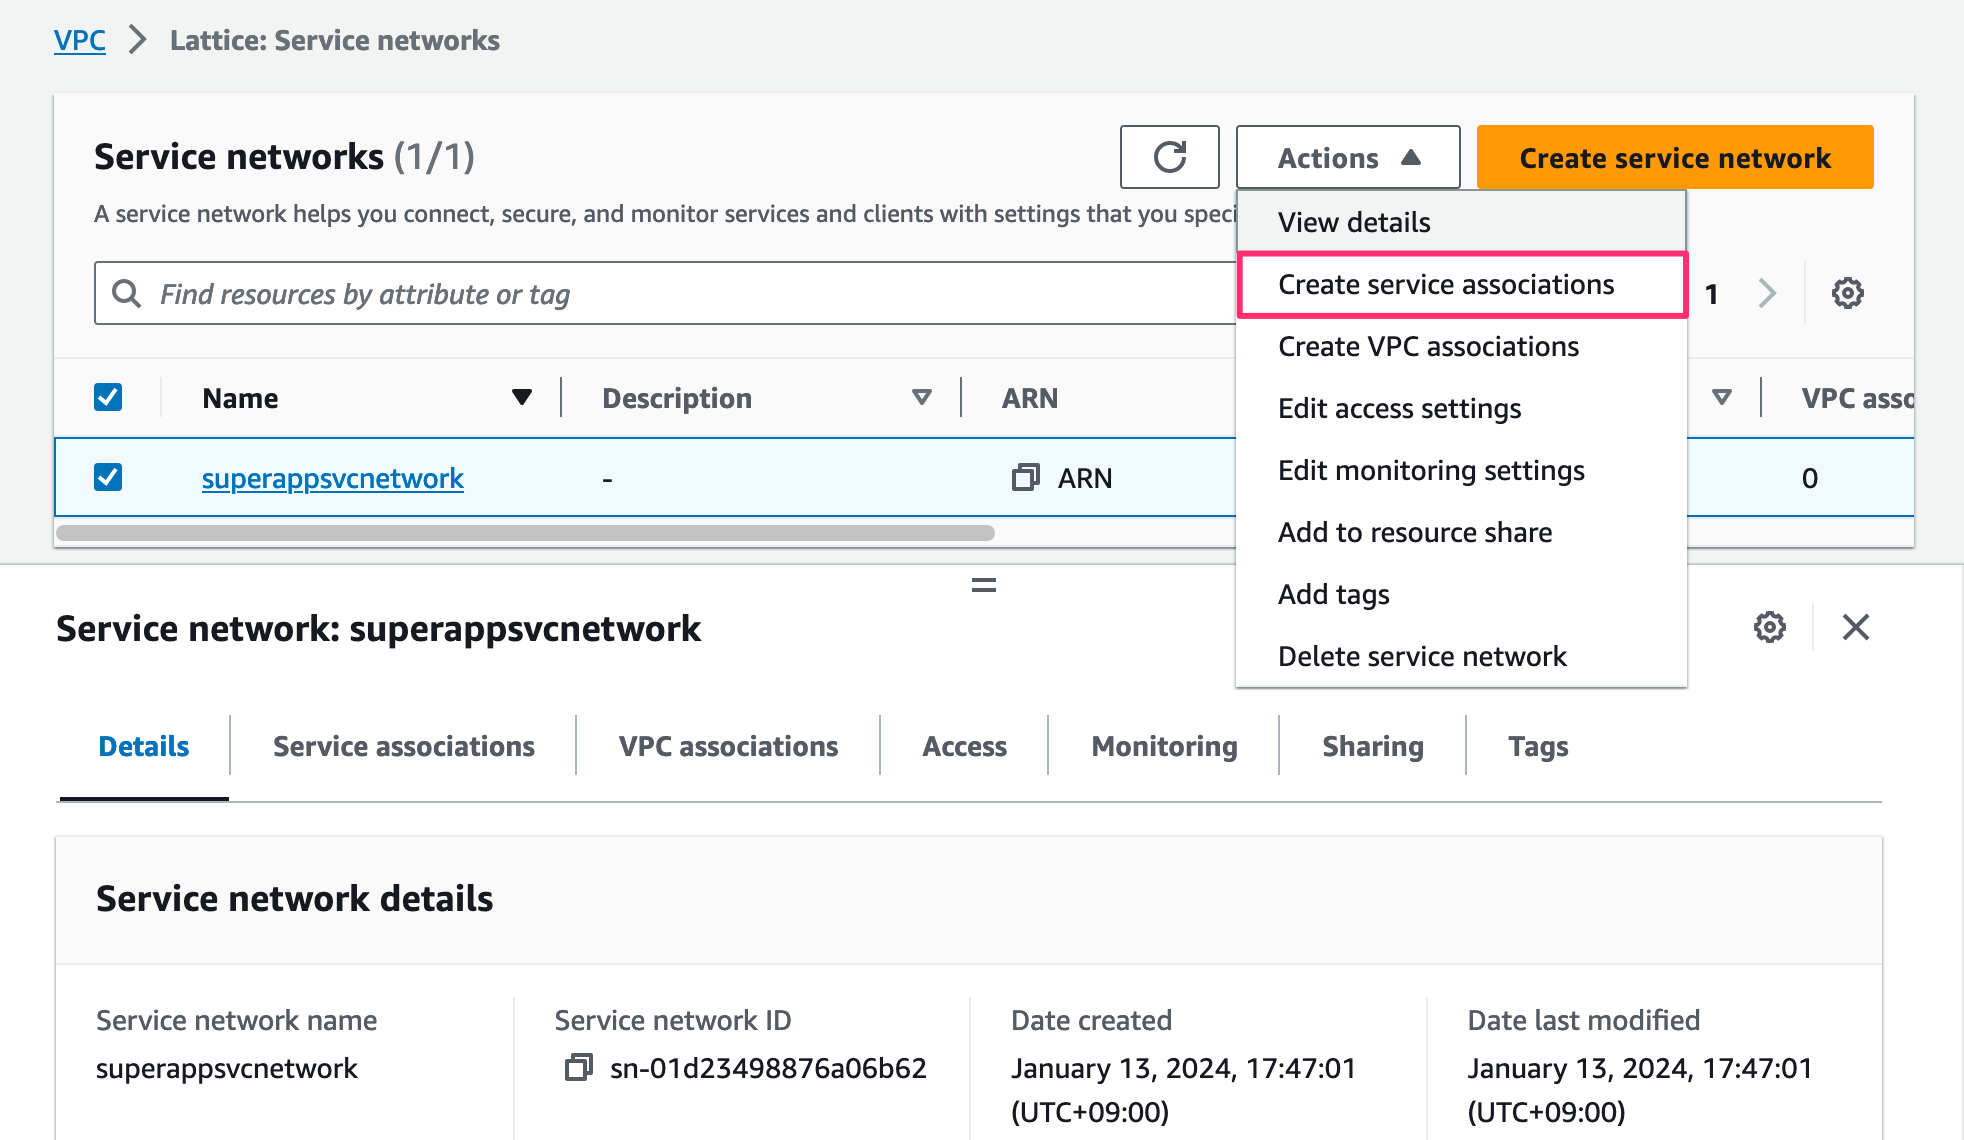 VPC > Lattice: Service networks
Service networks (1/1)
Actions
Create service network
A service network helps you connect, secure, and monitor services and clients with settings that you speci
View details
Create service associations
Create VPC associations
Edit access settings
Edit monitoring settings
Add to resource share
Add tags
Delete service network
Find resources by attribute or tag
1
Name
Description
ARN
VPC asso
superappsvcnetwork
-
ARN
0
Service network: superappsvcnetwork
Details
Service associations
VPC associations
Access
Monitoring
Sharing
Tags
Service network details
Service network name
superappsvcnetwork
Service network ID
sn-01d23498876a06b62
Date created
January 13, 2024, 17:47:01
(UTC+09:00)
Date last modified
January 13, 2024, 17:47:01
(UTC+09:00)